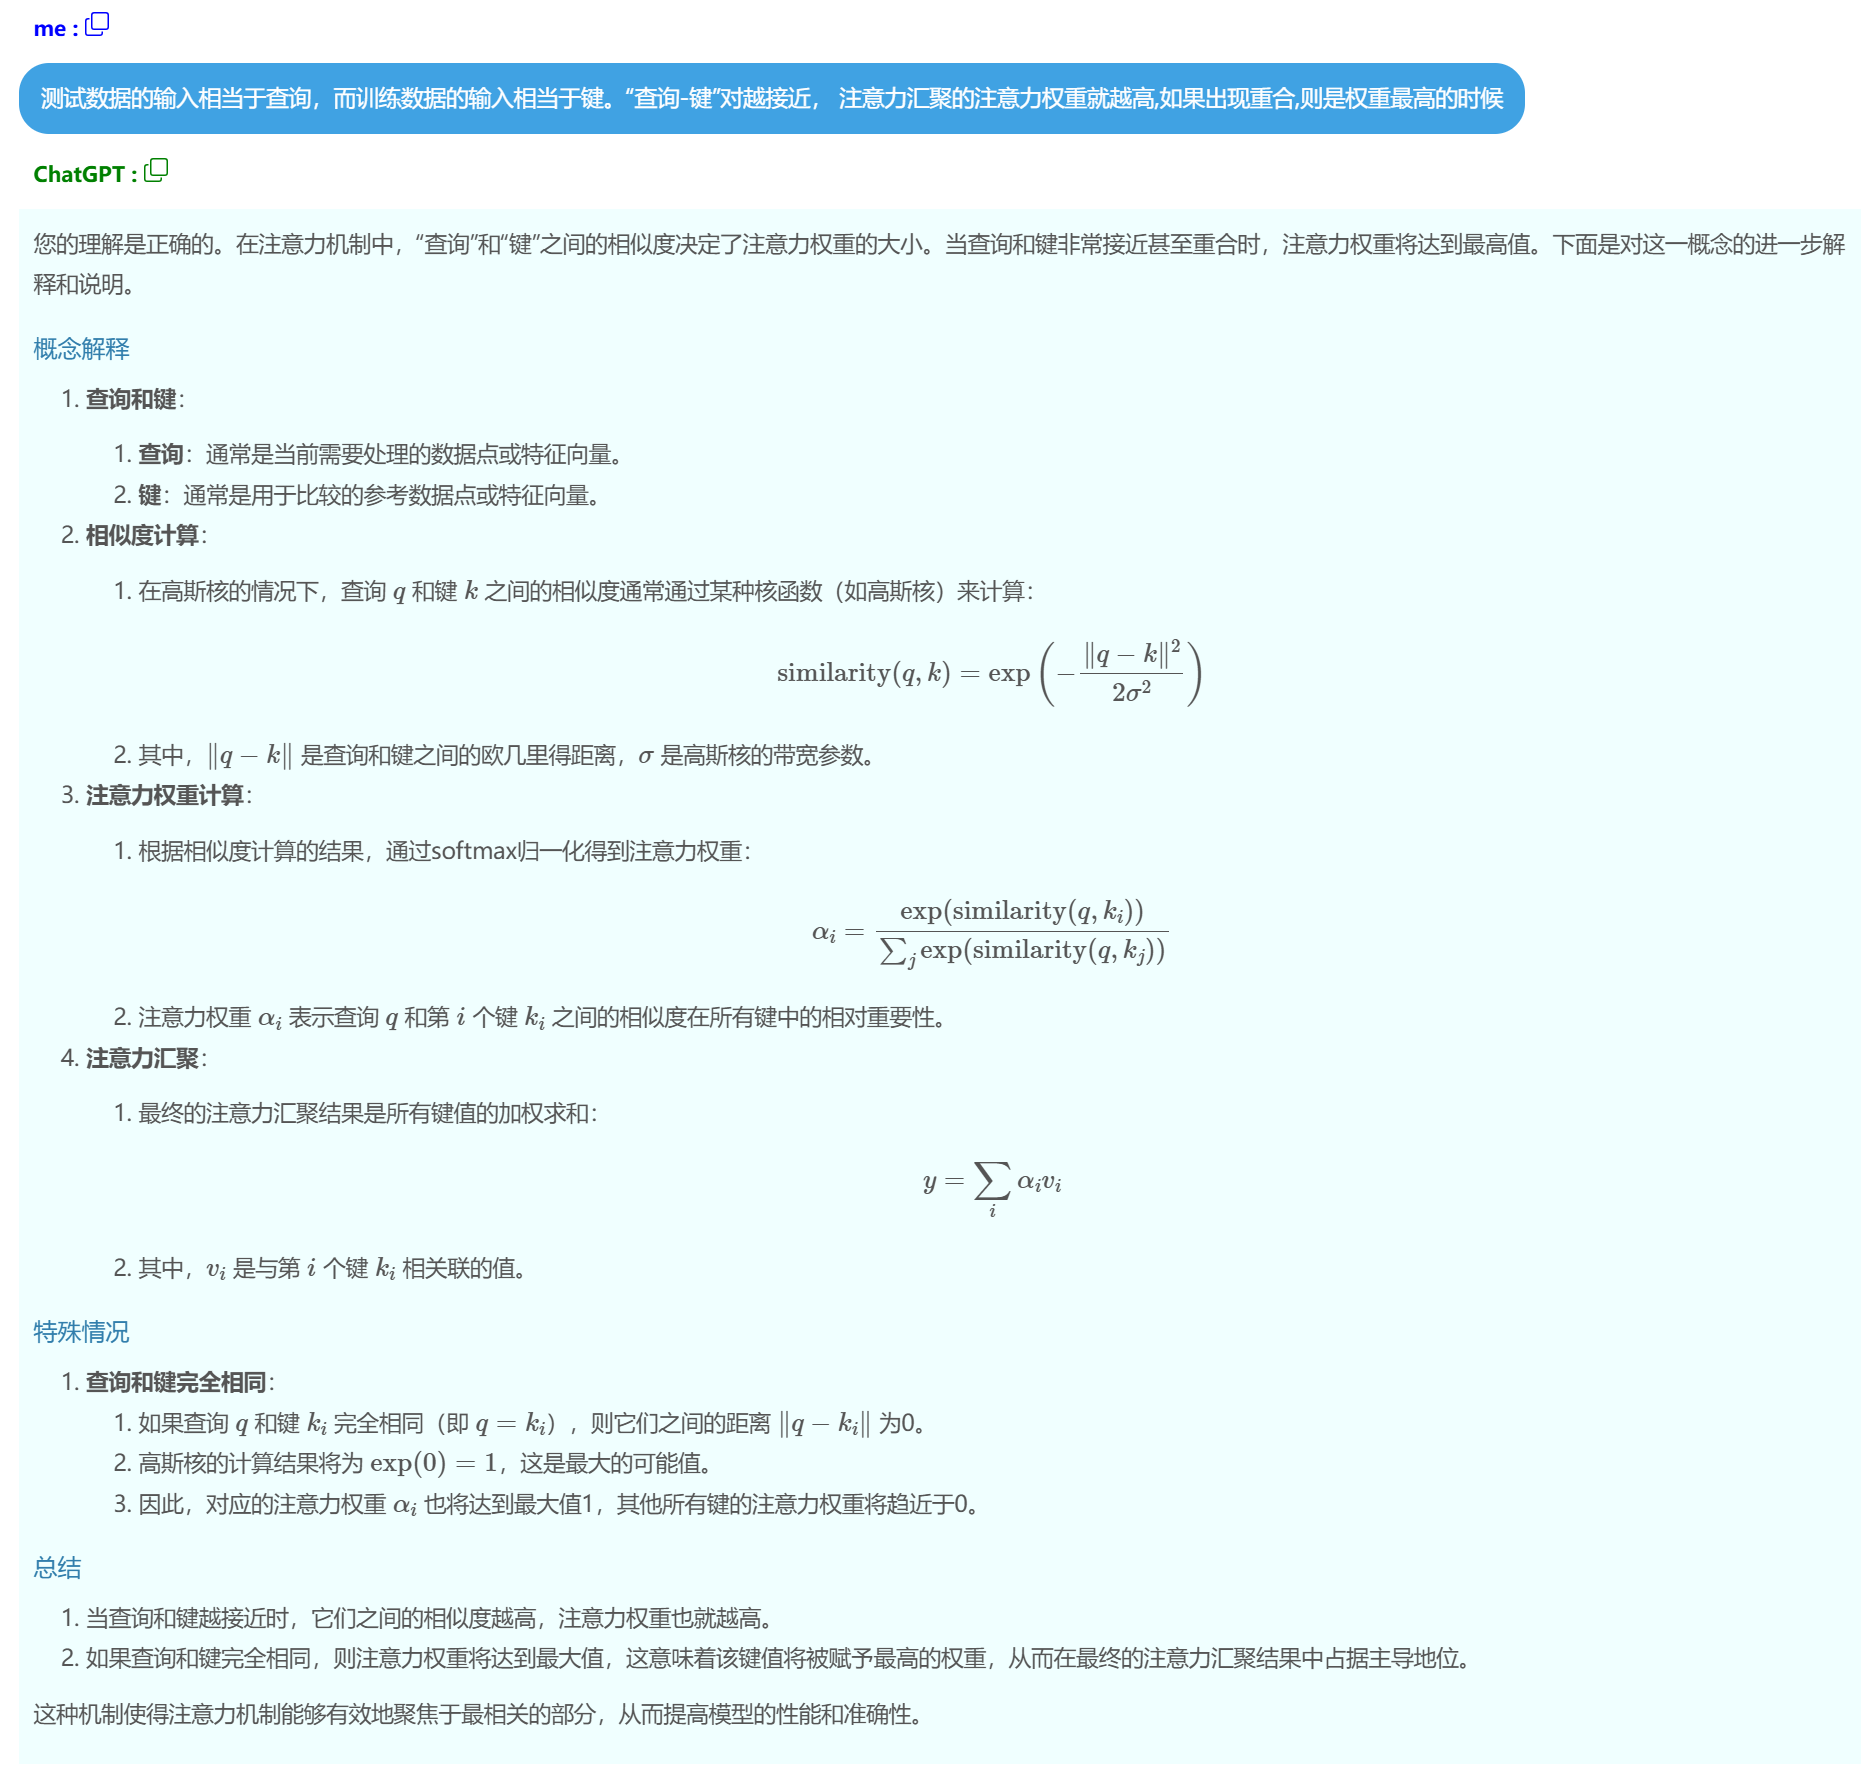 me :
测试数据的输入相当于查询，而训练数据的输入相当于键。“查询-键”对越接近， 注意力汇聚的注意力权重就越高,如果出现重合,则是权重最高的时候
ChatGPT :
您的理解是正确的。在注意力机制中，“查询”和“键”之间的相似度决定了注意力权重的大小。当查询和键非常接近甚至重合时，注意力权重将达到最高值。下面是对这一概念的进一步解
释和说明。
概念解释
1. 查询和键：
1. 查询：通常是当前需要处理的数据点或特征向量。
2. 键：通常是用于比较的参考数据点或特征向量。
2. 相似度计算：
1. 在高斯核的情况下，查询 q 和键 k 之间的相似度通常通过某种核函数（如高斯核）来计算：
similarity(q, k) = exp(−‖q − k‖² / 2σ²)
2. 其中，‖q − k‖ 是查询和键之间的欧几里得距离，σ 是高斯核的带宽参数。
3. 注意力权重计算：
1. 根据相似度计算的结果，通过softmax归一化得到注意力权重：
αᵢ = exp(similarity(q, kᵢ)) / ∑ⱼ exp(similarity(q, kⱼ))
2. 注意力权重 αᵢ 表示查询 q 和第 i 个键 kᵢ 之间的相似度在所有键中的相对重要性。
4. 注意力汇聚：
1. 最终的注意力汇聚结果是所有键值的加权求和：
y = ∑ᵢ αᵢvᵢ
2. 其中，vᵢ 是与第 i 个键 kᵢ 相关联的值。
特殊情况
1. 查询和键完全相同：
1. 如果查询 q 和键 kᵢ 完全相同（即 q = kᵢ），则它们之间的距离 ‖q − kᵢ‖ 为0。
2. 高斯核的计算结果将为 exp(0) = 1，这是最大的可能值。
3. 因此，对应的注意力权重 αᵢ 也将达到最大值1，其他所有键的注意力权重将趋近于0。
总结
1. 当查询和键越接近时，它们之间的相似度越高，注意力权重也就越高。
2. 如果查询和键完全相同，则注意力权重将达到最大值，这意味着该键值将被赋予最高的权重，从而在最终的注意力汇聚结果中占据主导地位。
这种机制使得注意力机制能够有效地聚焦于最相关的部分，从而提高模型的性能和准确性。